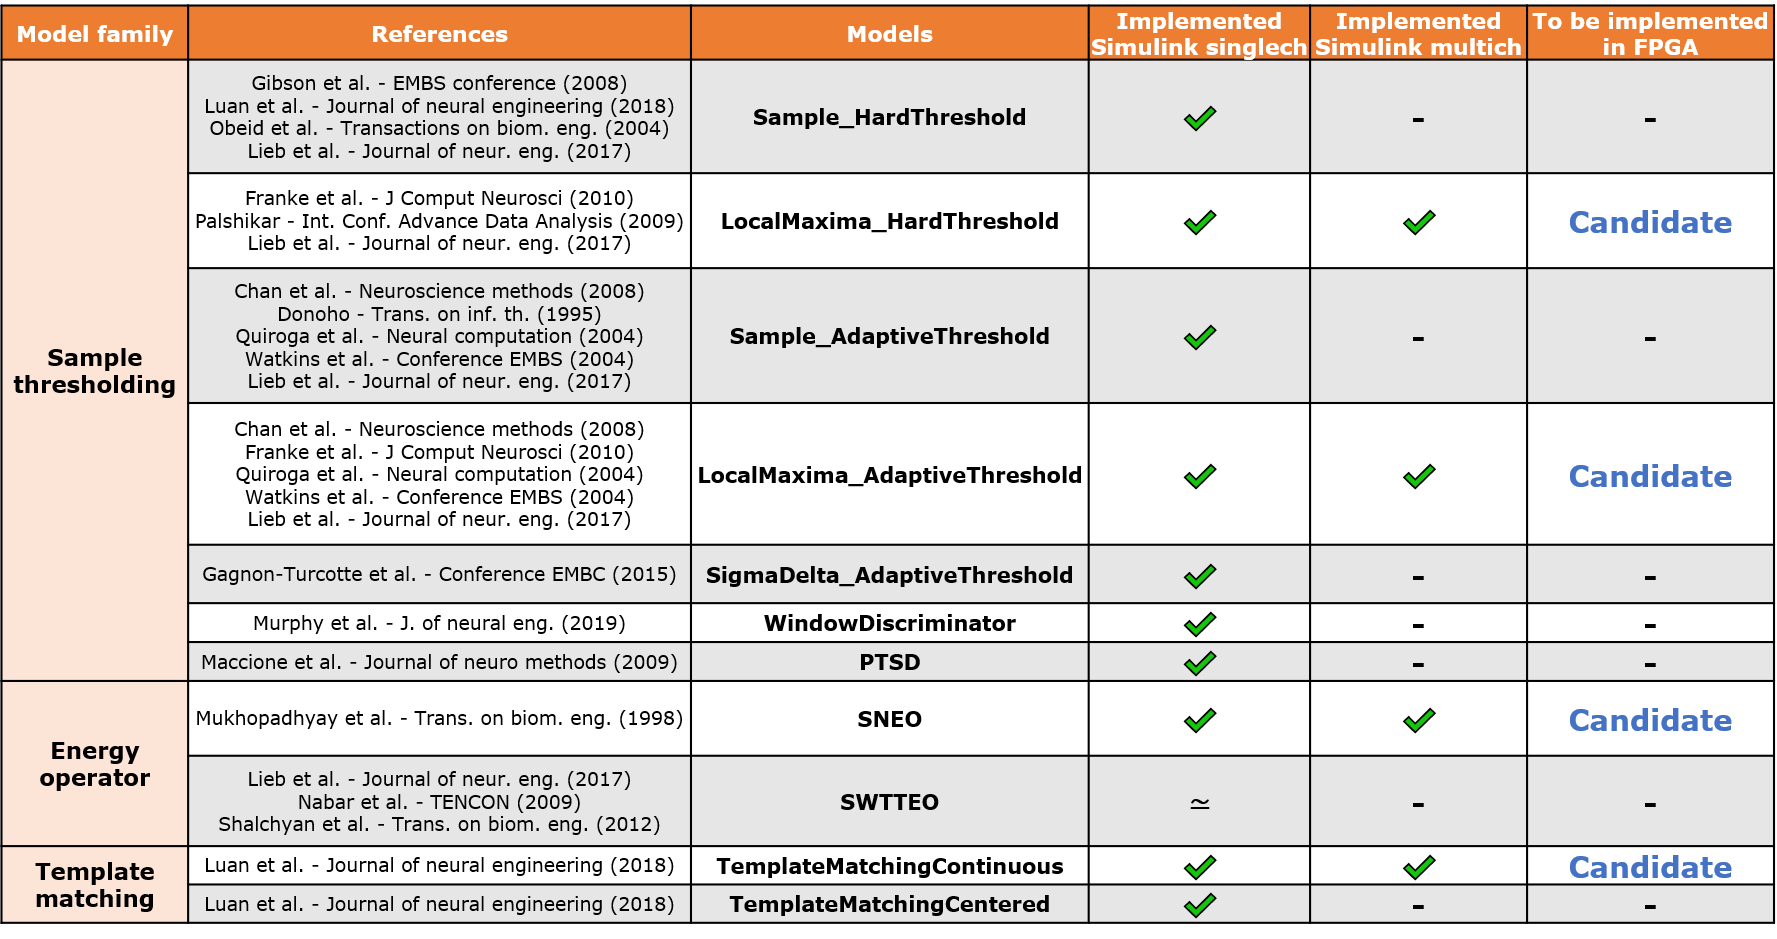 Model family
References
Models
Implemented
Simulink singlech
Implemented
Simulink multich
To be implemented
in FPGA
Sample
thresholding
Gibson et al. - EMBS conference (2008)
Luan et al. - Journal of neural engineering (2018)
Obeid et al. - Transactions on biom. eng. (2004)
Lieb et al. - Journal of neur. eng. (2017)
Sample_HardThreshold
✓
-
-
Franke et al. - J Comput Neurosci (2010)
Palshikar - Int. Conf. Advance Data Analysis (2009)
Lieb et al. - Journal of neur. eng. (2017)
LocalMaxima_HardThreshold
✓
✓
Candidate
Chan et al. - Neuroscience methods (2008)
Donoho - Trans. on inf. th. (1995)
Quiroga et al. - Neural computation (2004)
Watkins et al. - Conference EMBS (2004)
Lieb et al. - Journal of neur. eng. (2017)
Sample_AdaptiveThreshold
✓
-
-
Chan et al. - Neuroscience methods (2008)
Franke et al. - J Comput Neurosci (2010)
Quiroga et al. - Neural computation (2004)
Watkins et al. - Conference EMBS (2004)
Lieb et al. - Journal of neur. eng. (2017)
LocalMaxima_AdaptiveThreshold
✓
✓
Candidate
Gagnon-Turcotte et al. - Conference EMBC (2015)
SigmaDelta_AdaptiveThreshold
✓
-
-
Murphy et al. - J. of neural eng. (2019)
WindowDiscriminator
✓
-
-
Maccione et al. - Journal of neuro methods (2009)
PTSD
✓
-
-
Energy
operator
Mukhopadhyay et al. - Trans. on biom. eng. (1998)
SNEO
✓
✓
Candidate
Lieb et al. - Journal of neur. eng. (2017)
Nabar et al. - TENCON (2009)
Shalchyan et al. - Trans. on biom. eng. (2012)
SWTTEO
≃
-
-
Template
matching
Luan et al. - Journal of neural engineering (2018)
TemplateMatchingContinuous
✓
✓
Candidate
Luan et al. - Journal of neural engineering (2018)
TemplateMatchingCentered
✓
-
-